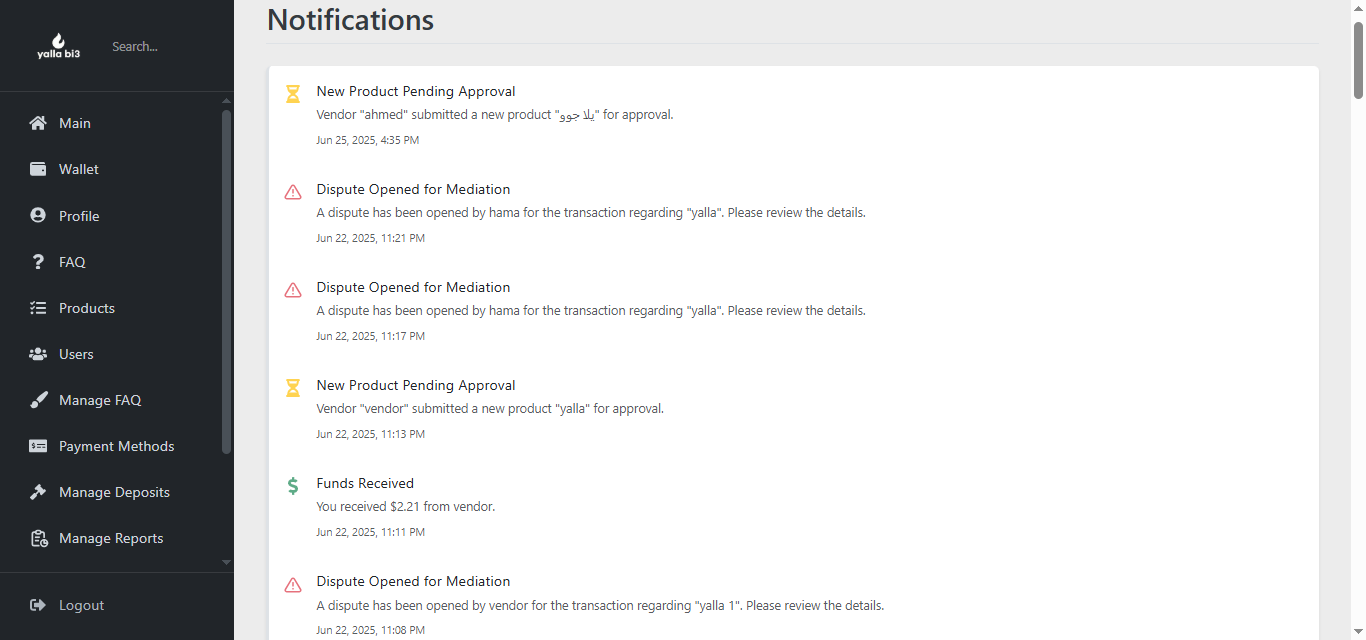 yalla bi3
Search...
Main
Wallet
Profile
FAQ
Products
Users
Manage FAQ
Payment Methods
Manage Deposits
Manage Reports
Logout
Notifications
New Product Pending Approval
Vendor "ahmed" submitted a new product "يلا جوو" for approval.
Jun 25, 2025, 4:35 PM
Dispute Opened for Mediation
A dispute has been opened by hama for the transaction regarding "yalla". Please review the details.
Jun 22, 2025, 11:21 PM
Dispute Opened for Mediation
A dispute has been opened by hama for the transaction regarding "yalla". Please review the details.
Jun 22, 2025, 11:17 PM
New Product Pending Approval
Vendor "vendor" submitted a new product "yalla" for approval.
Jun 22, 2025, 11:13 PM
Funds Received
You received $2.21 from vendor.
Jun 22, 2025, 11:11 PM
Dispute Opened for Mediation
A dispute has been opened by vendor for the transaction regarding "yalla 1". Please review the details.
Jun 22, 2025, 11:08 PM